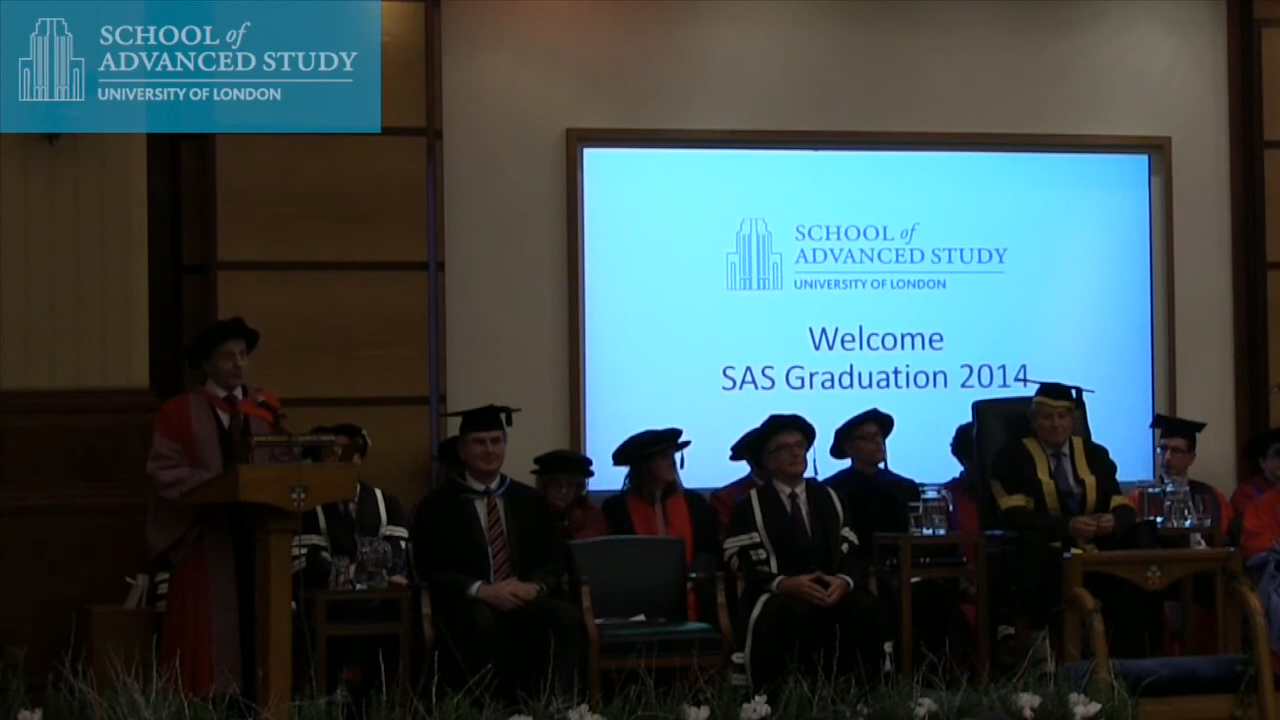 SCHOOL of
ADVANCED STUDY
UNIVERSITY OF LONDON
SCHOOL of
ADVANCED STUDY
UNIVERSITY OF LONDON
Welcome
SAS Graduation 2014